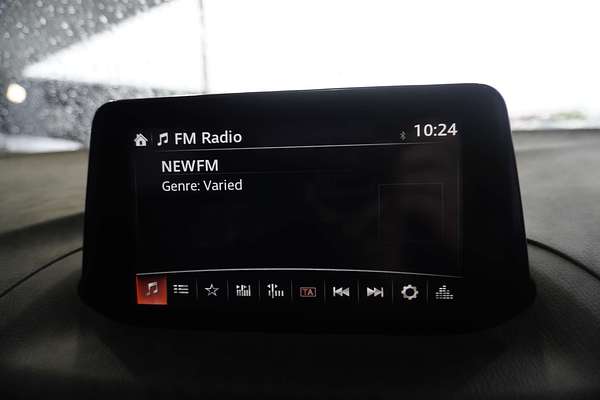 FM Radio
10:24
NEWFM
Genre: Varied
TA